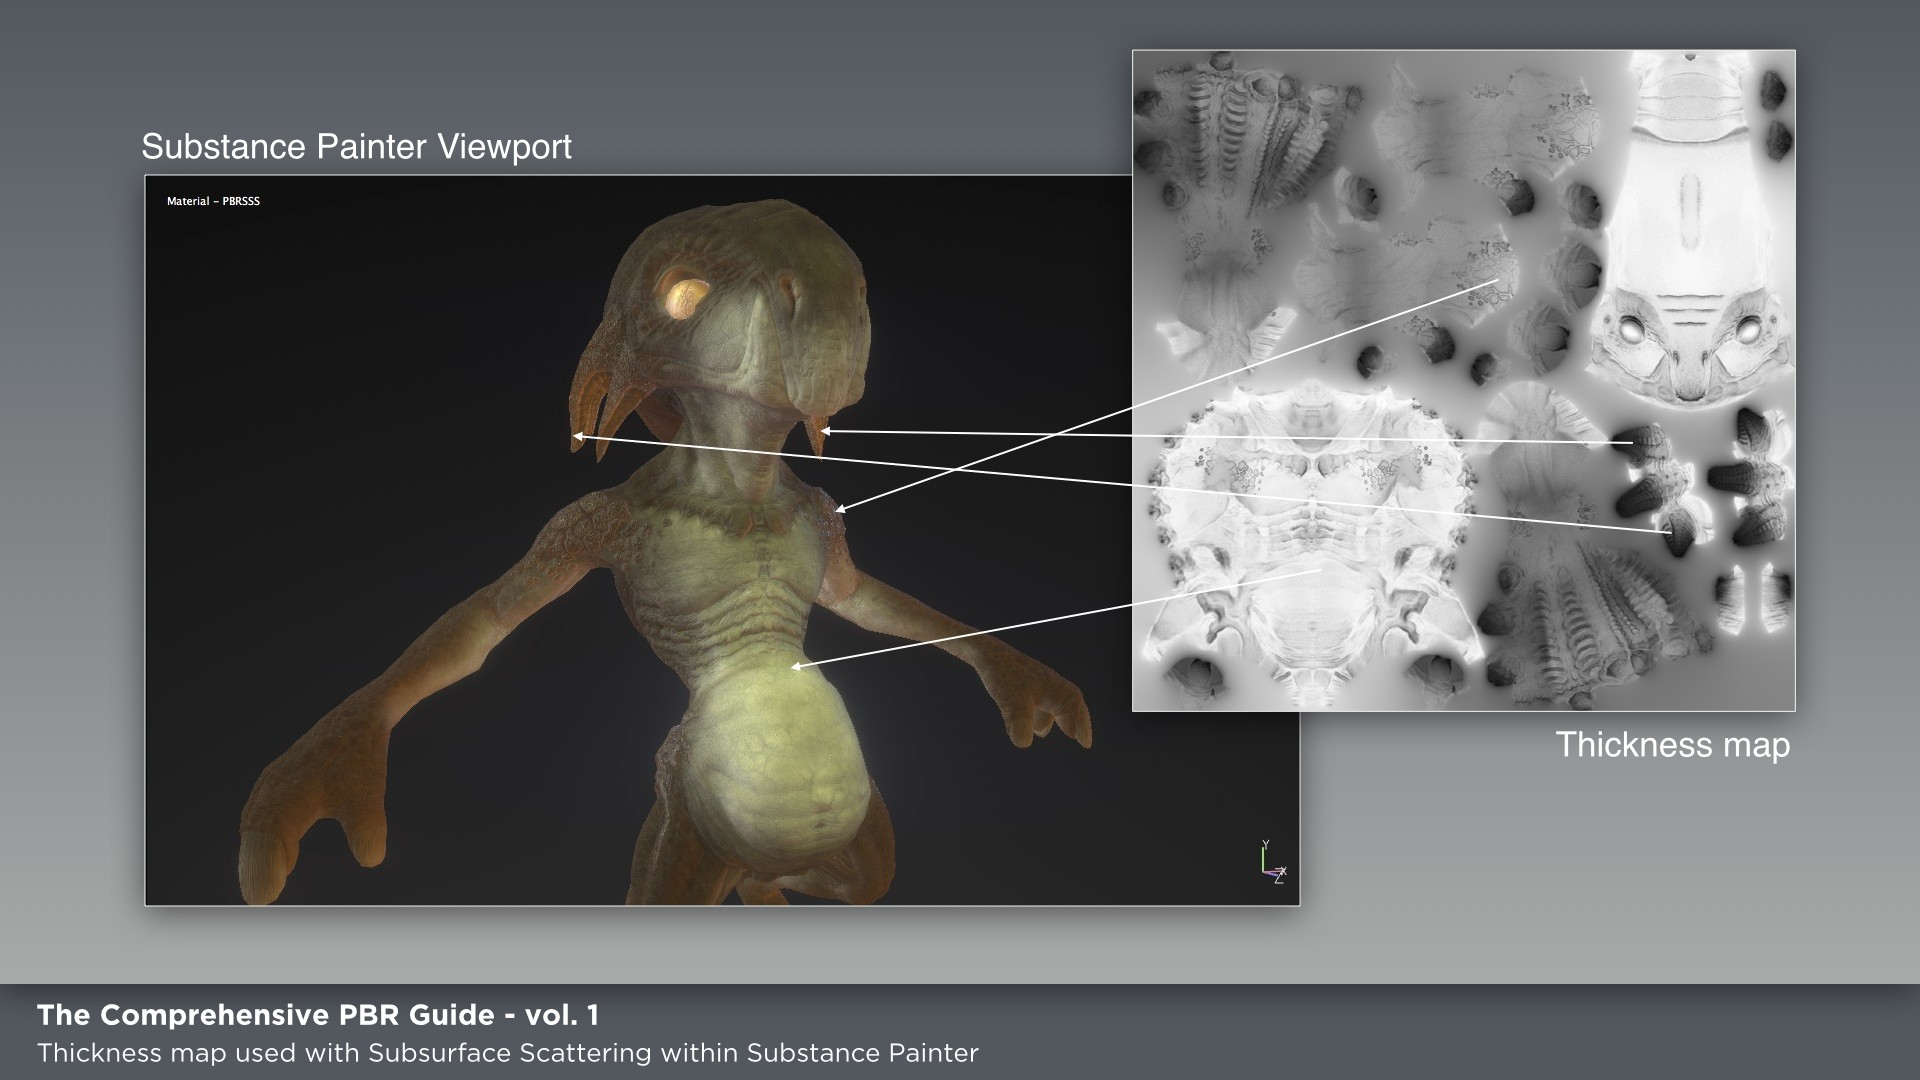 Substance Painter Viewport
Material – PBRSSS
Y
X
Z
Thickness map
The Comprehensive PBR Guide - vol. 1
Thickness map used with Subsurface Scattering within Substance Painter